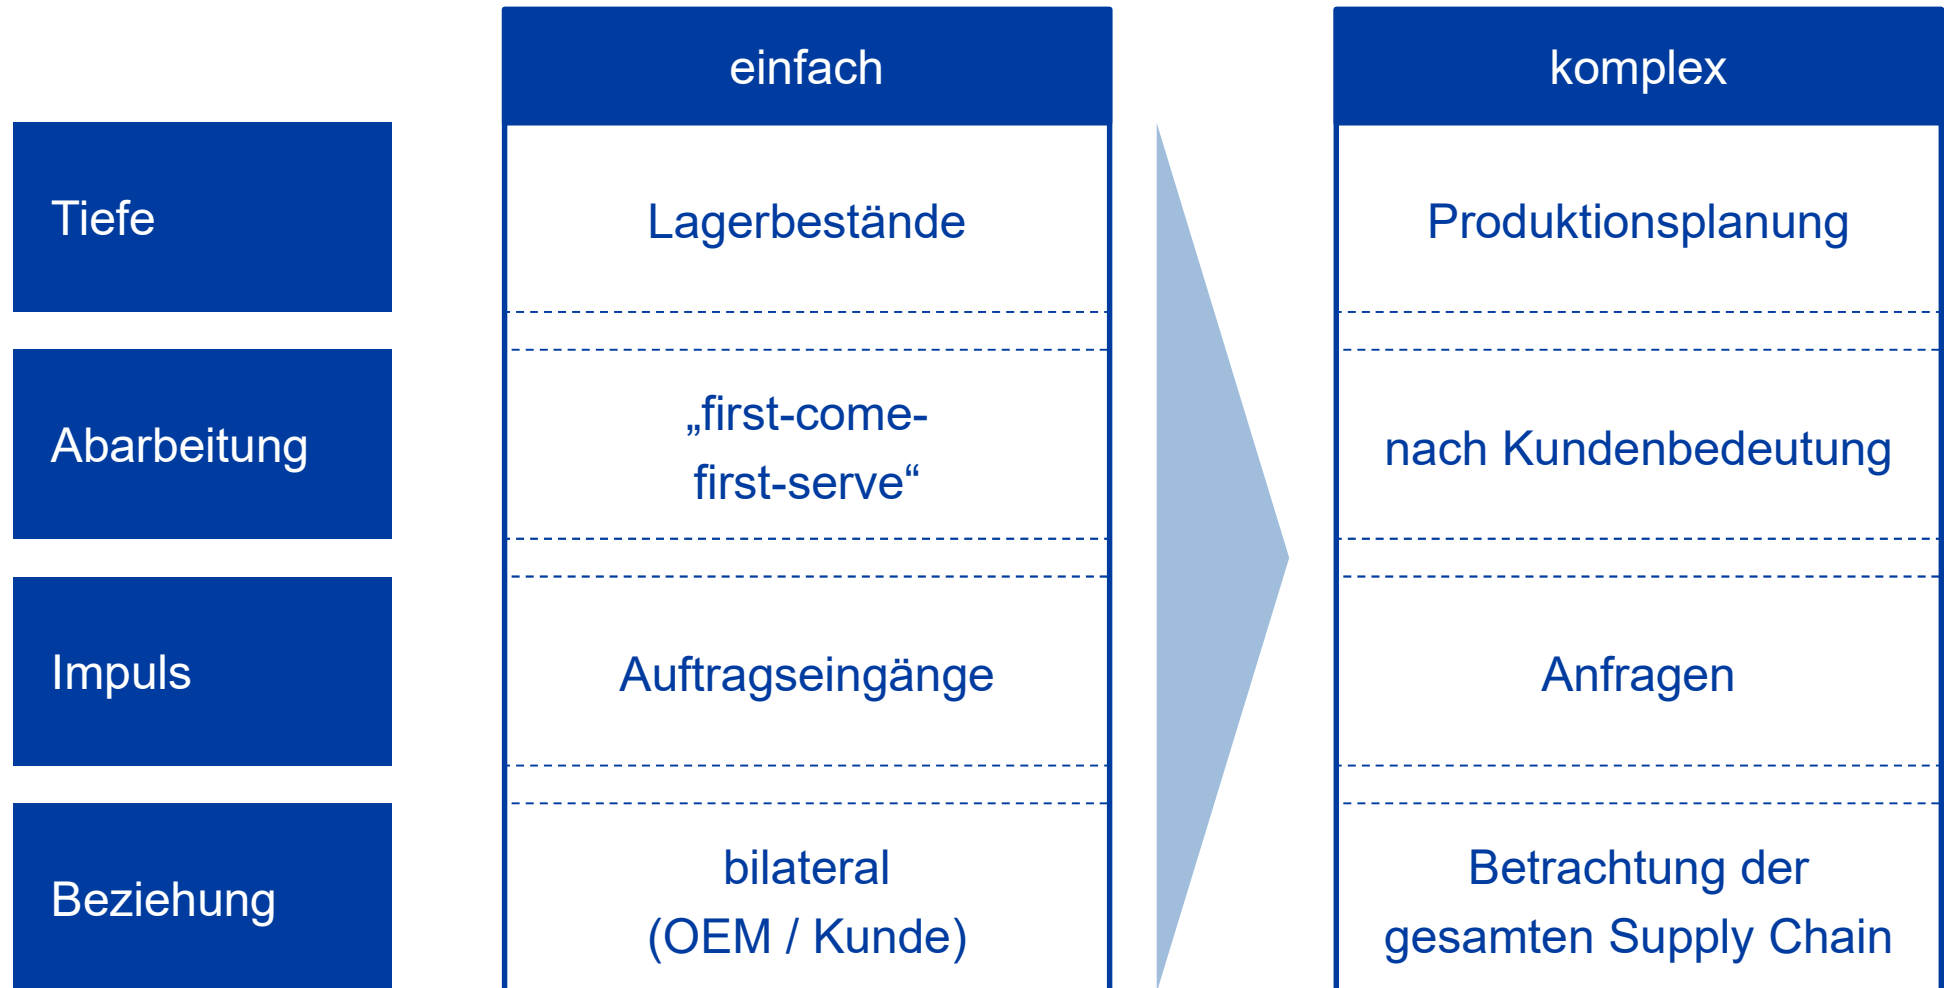 einfach
komplex
Tiefe
Lagerbestände
Produktionsplanung
Abarbeitung
„first-come-
first-serve“
nach Kundenbedeutung
Impuls
Auftragseingänge
Anfragen
Beziehung
bilateral
(OEM / Kunde)
Betrachtung der
gesamten Supply Chain